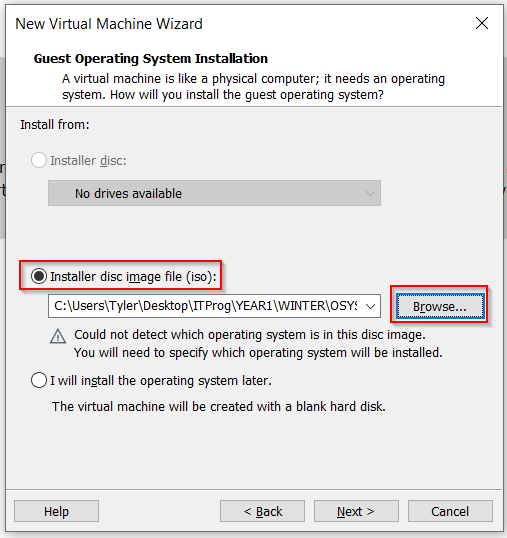 New Virtual Machine Wizard
Guest Operating System Installation
A virtual machine is like a physical computer; it needs an operating
system. How will you install the guest operating system?
Install from:
Installer disc:
No drives available
Installer disc image file (iso):
C:\Users\Tyler\Desktop\ITProg\YEAR1\WINTER\OSYS
Browse...
Could not detect which operating system is in this disc image.
You will need to specify which operating system will be installed.
I will install the operating system later.
The virtual machine will be created with a blank hard disk.
Help
< Back
Next >
Cancel